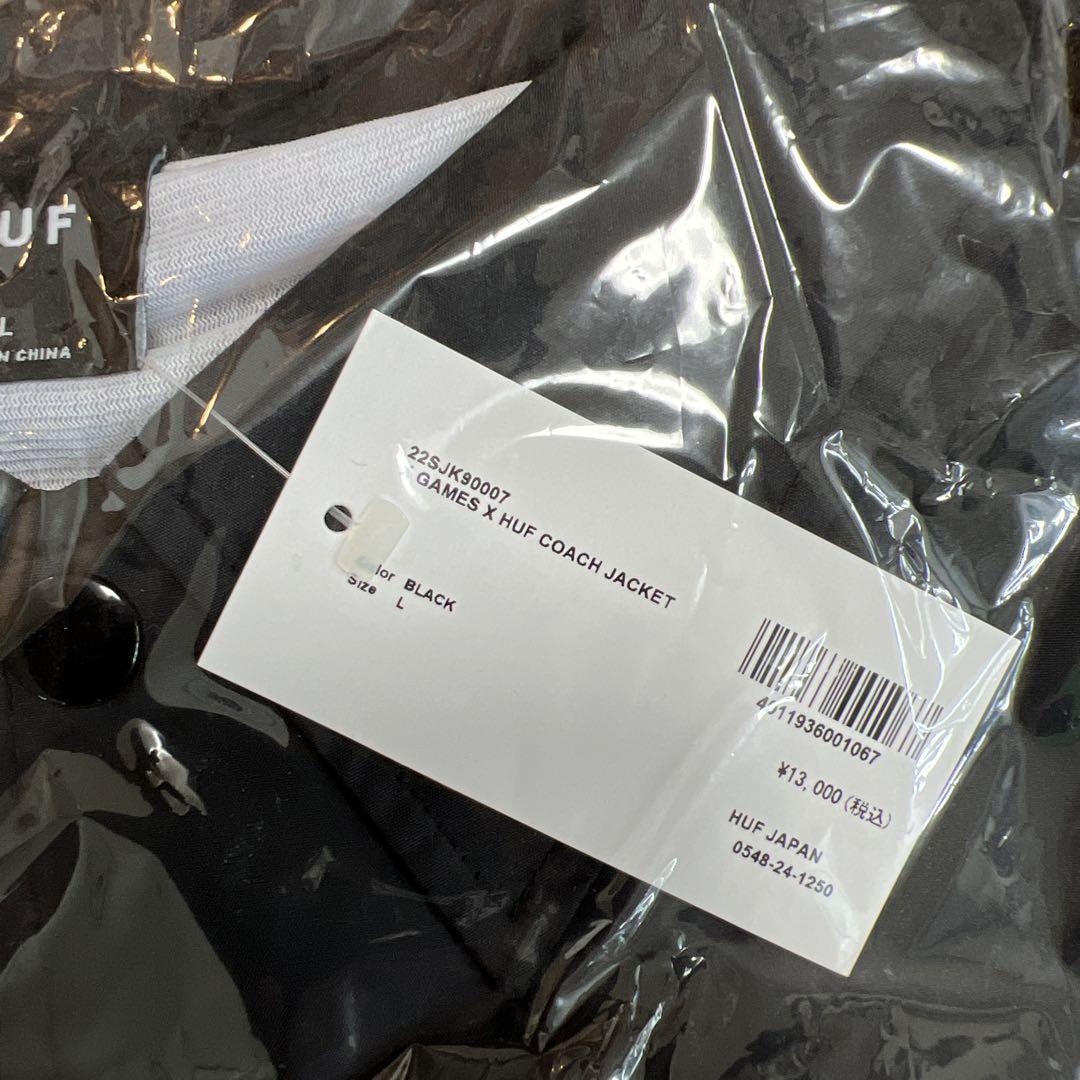 UF
L
N CHINA
22SJK90007
GAMES X HUF COACH JACKET
lor BLACK
Size L
4911936001067
¥13,000(税込)
HUF JAPAN
0548-24-1250